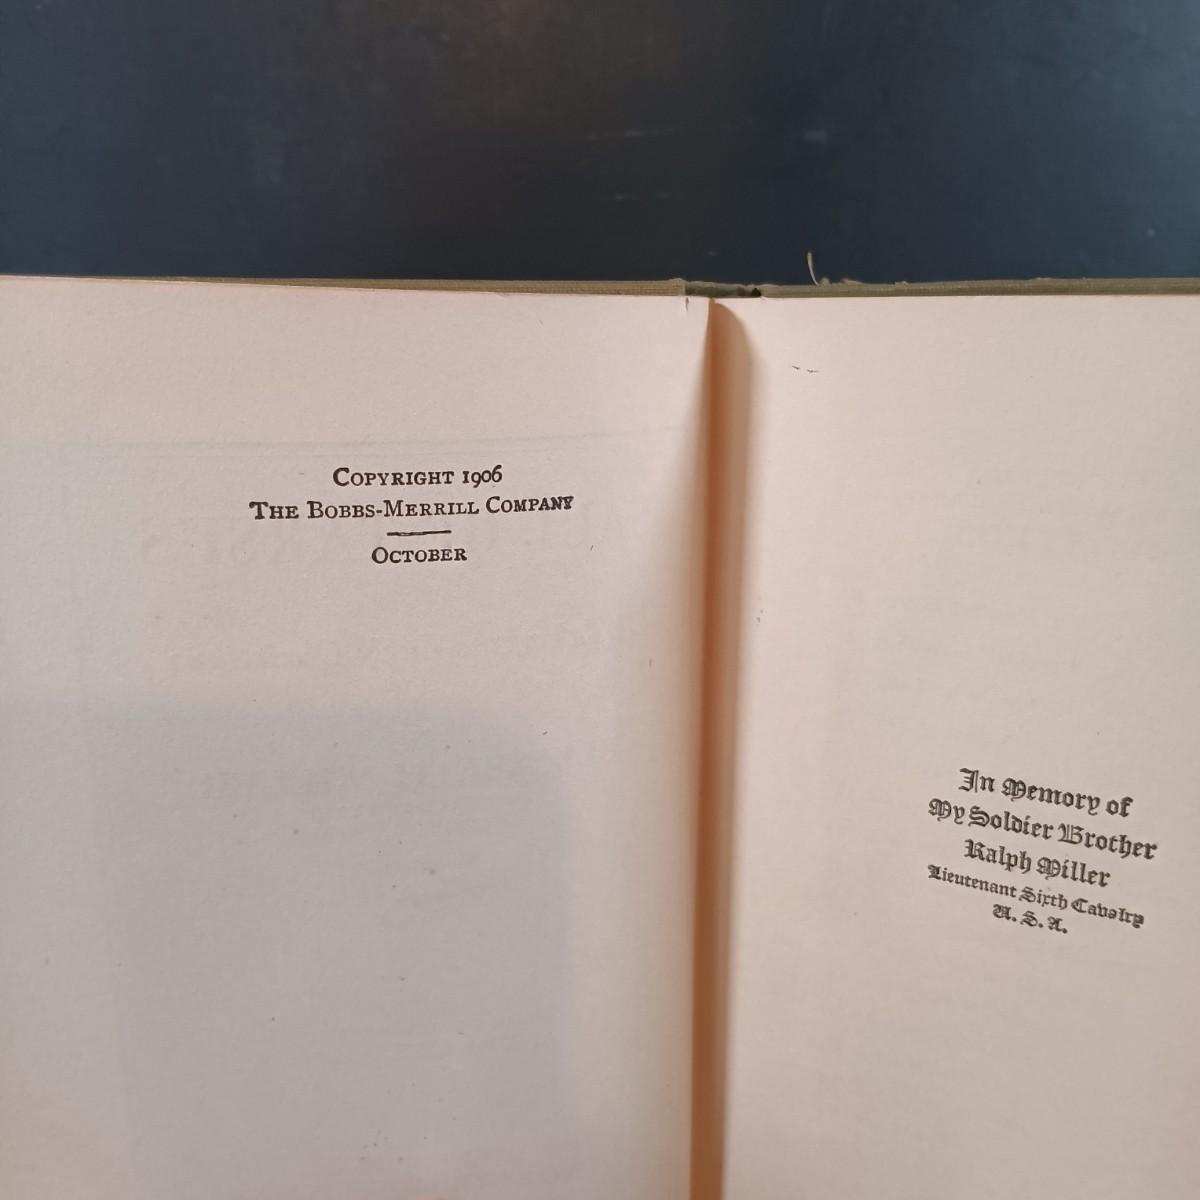 COPYRIGHT 1906
THE BOBBS-MERRILL COMPANY
OCTOBER
In Memory of
My Soldier Brother
Ralph Miller
Lieutenant Sixth Cavalry
U. S. A.